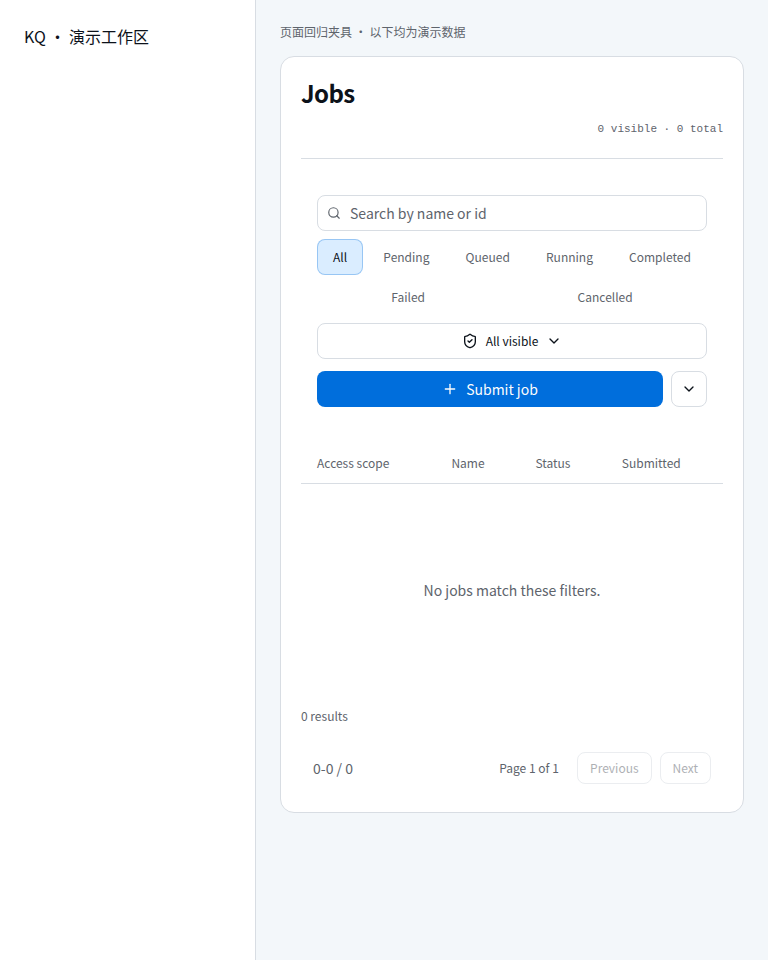 KQ · 演示工作区
页面回归夹具 · 以下均为演示数据
Jobs
0 visible · 0 total
Search by name or id
All Pending Queued Running Completed
Failed Cancelled
All visible
Submit job
Access scope Name Status Submitted
No jobs match these filters.
0 results
0-0 / 0 Page 1 of 1 Previous Next